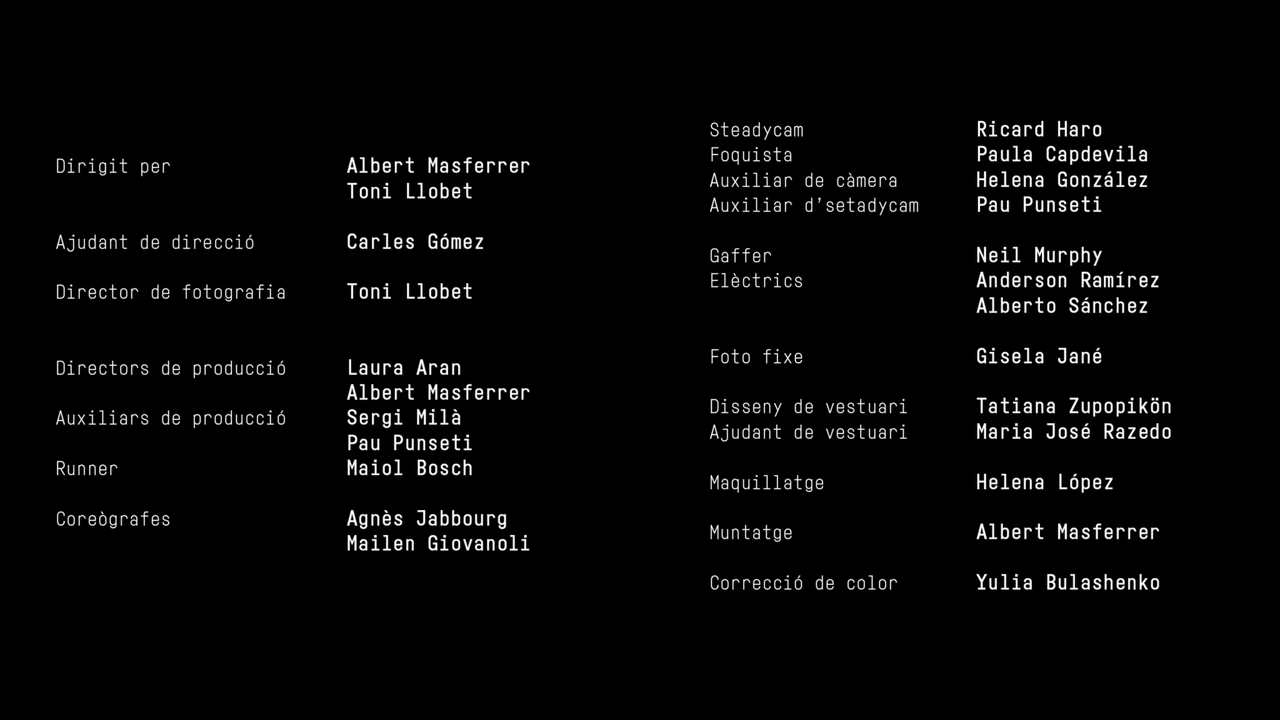 Dirigit per Albert Masferrer
Toni Llobet
Ajudant de direcció Carles Gómez
Director de fotografia Toni Llobet
Directors de producció Laura Aran
Albert Masferrer
Auxiliars de producció Sergi Milà
Pau Punseti
Runner Maiol Bosch
Coreògrafes Agnès Jabbourg
Mailen Giovanoli
Steadycam Ricard Haro
Foquista Paula Capdevila
Auxiliar de càmera Helena González
Auxiliar d'setadycam Pau Punseti
Gaffer Neil Murphy
Elèctrics Anderson Ramírez
Alberto Sánchez
Foto fixe Gisela Jané
Disseny de vestuari Tatiana Zupopikön
Ajudant de vestuari Maria José Razedo
Maquillatge Helena López
Muntatge Albert Masferrer
Correcció de color Yulia Bulashenko